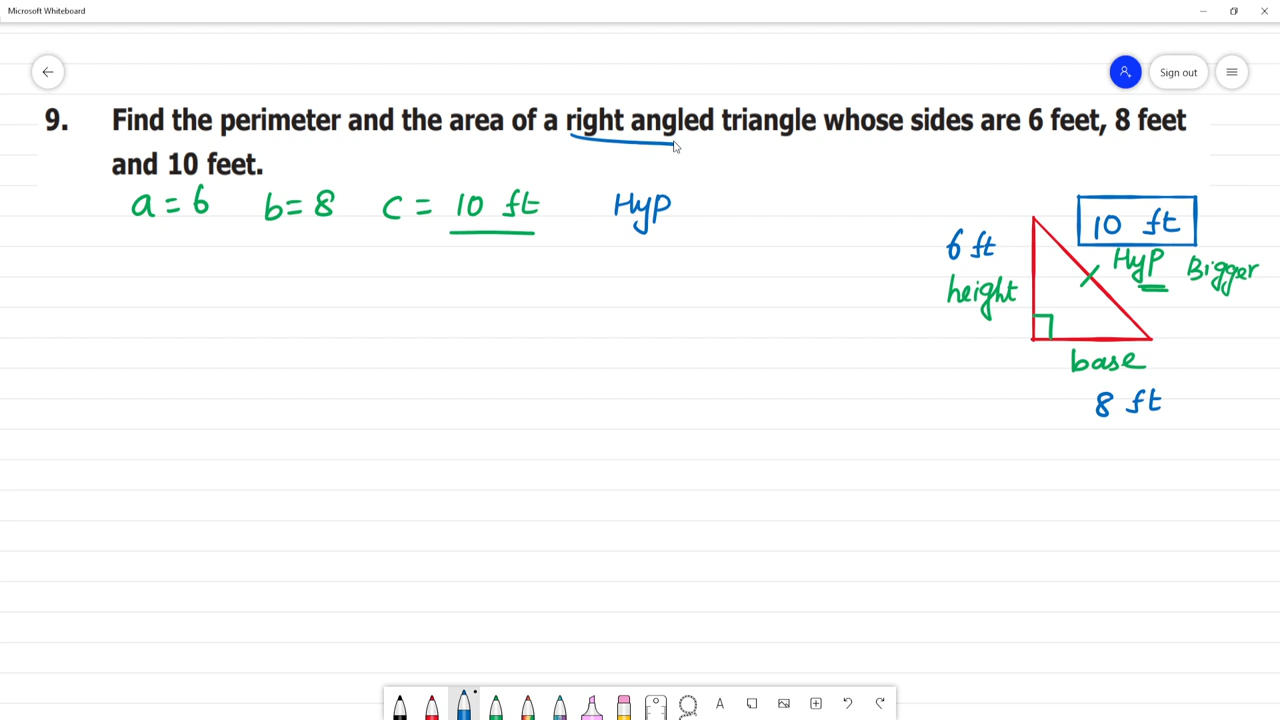 Microsoft Whiteboard
Sign out
9. Find the perimeter and the area of a right angled triangle whose sides are 6 feet, 8 feet
and 10 feet.
a = 6 b = 8 c = 10 ft Hyp
10 ft
6 ft
Hyp Bigger
height
base
8 ft
A